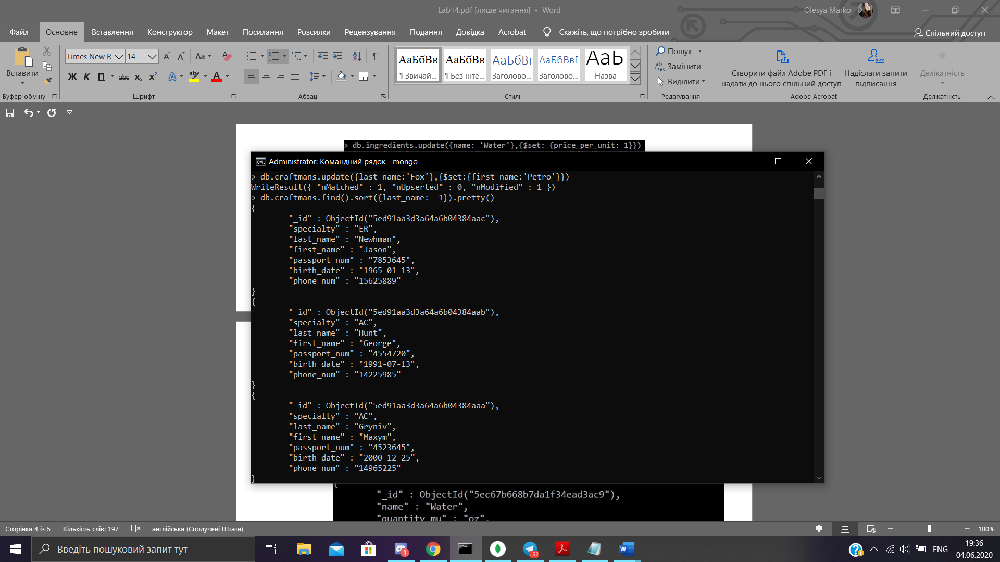 Lab14.pdf [лише читання] - Word
Olesya Marko
Файл Основне Вставлення Конструктор Макет Посилання Розсилки Рецензування Подання Довідка Acrobat Скажіть, що потрібно зробити Спільний доступ
Вставити
Буфер обміну
Times New R 14
Aa
Ж К П abc x₂ x² A ab A
Шрифт
Абзац
АаБбВв АаБбВв АаБбВв АаБбВвГ АаЬ
¶ Звичай... ¶ Без інте... Заголово... Заголово... Назва
Стилі
Пошук
Замінити
Виділити
Редагування
Створити файл Adobe PDF і
надати до нього спільний доступ
Надіслати запити
підписання
Adobe Acrobat
Делікатність
Делікатність
> db.ingredients.update({name: 'Water'},{$set: {price_per_unit: 1}})
Administrator: Командний рядок - mongo
> db.craftmans.update({last_name:'Fox'},{$set:{first_name:'Petro'}})
WriteResult({ "nMatched" : 1, "nUpserted" : 0, "nModified" : 1 })
> db.craftmans.find().sort({last_name: -1}).pretty()
{
"_id" : ObjectId("5ed91aa3d3a64a6b04384aac"),
"specialty" : "ER",
"last_name" : "Newhman",
"first_name" : "Jason",
"passport_num" : "7853645",
"birth_date" : "1965-01-13",
"phone_num" : "15625889"
}
{
"_id" : ObjectId("5ed91aa3d3a64a6b04384aab"),
"specialty" : "AC",
"last_name" : "Hunt",
"first_name" : "George",
"passport_num" : "4554720",
"birth_date" : "1991-07-13",
"phone_num" : "14225985"
}
{
"_id" : ObjectId("5ed91aa3d3a64a6b04384aaa"),
"specialty" : "AC",
"last_name" : "Gryniv",
"first_name" : "Maxym",
"passport_num" : "4523645",
"birth_date" : "2000-12-25",
"phone_num" : "14965225"
}
{
"_id" : ObjectId("5ec67b668b7da1f34ead3ac9"),
"name" : "Water",
"quantity_mu" : "oz",
Сторінка 4 із 5 Кількість слів: 197 англійська (Сполучені Штати) 100%
Введіть пошуковий запит тут
1
..52
ENG
19:36
04.06.2020